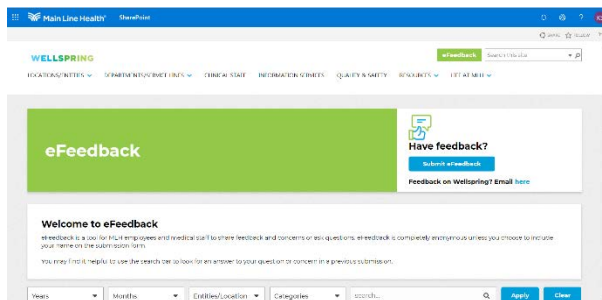 Main Line Health® SharePoint
?
SHARE FOLLOW
WELLSPRING
eFeedback Search this site
LOCATIONS/ENTITIES DEPARTMENTS/SERVICE LINES CLINICAL STAFF INFORMATION SERVICES QUALITY & SAFETY RESOURCES LIFE AT MLH
eFeedback
Have feedback?
Submit eFeedback
Feedback on Wellspring? Email here
Welcome to eFeedback
eFeedback is a tool for MLH employees and medical staff to share feedback and concerns or ask questions. eFeedback is completely anonymous unless you choose to include
your name on the submission form.
You may find it helpful to use the search bar to look for an answer to your question or concern in a previous submission.
Years Months Entities/Location Categories search... Apply Clear